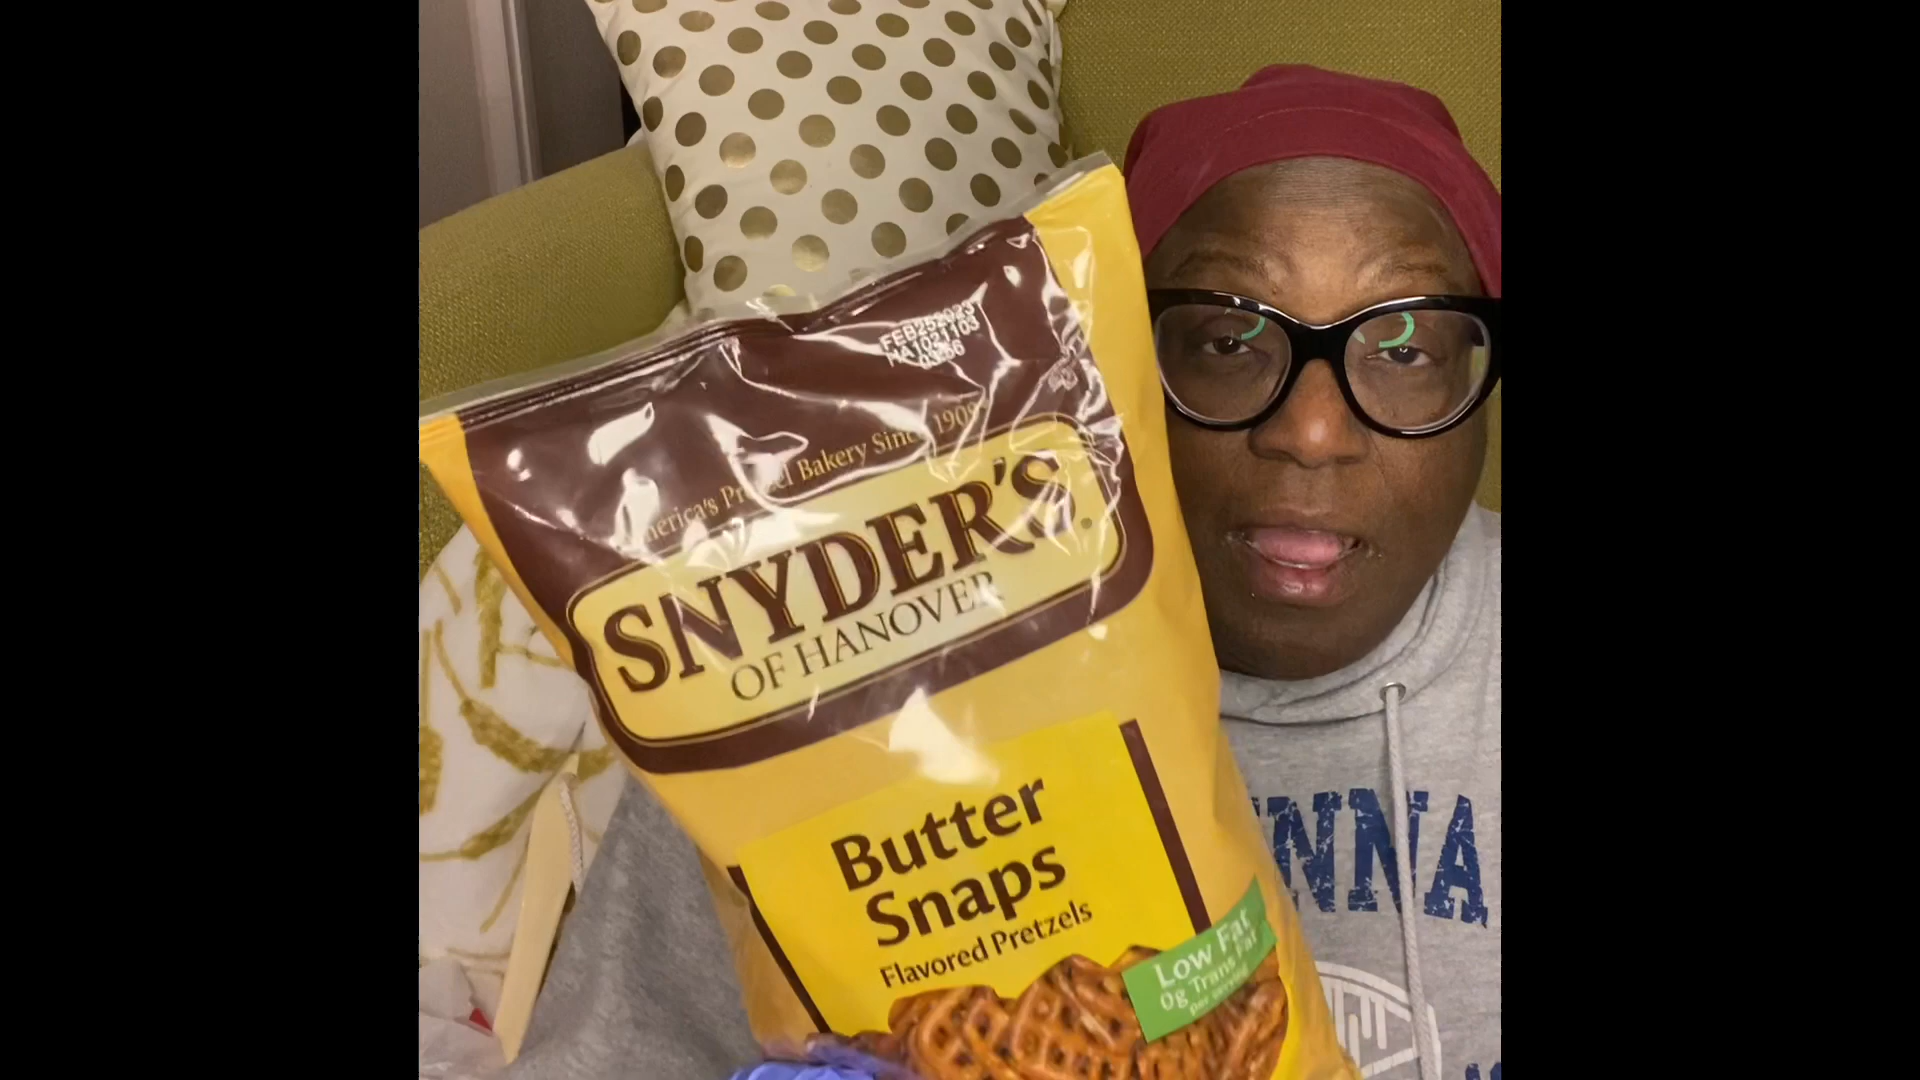 FEB252023
HA1021103
America's Pretzel Bakery Since 1909
SNYDER'S
OF HANOVER
Butter
Snaps
Flavored Pretzels
Low Fat
0g Trans Fat
per serving
NNA